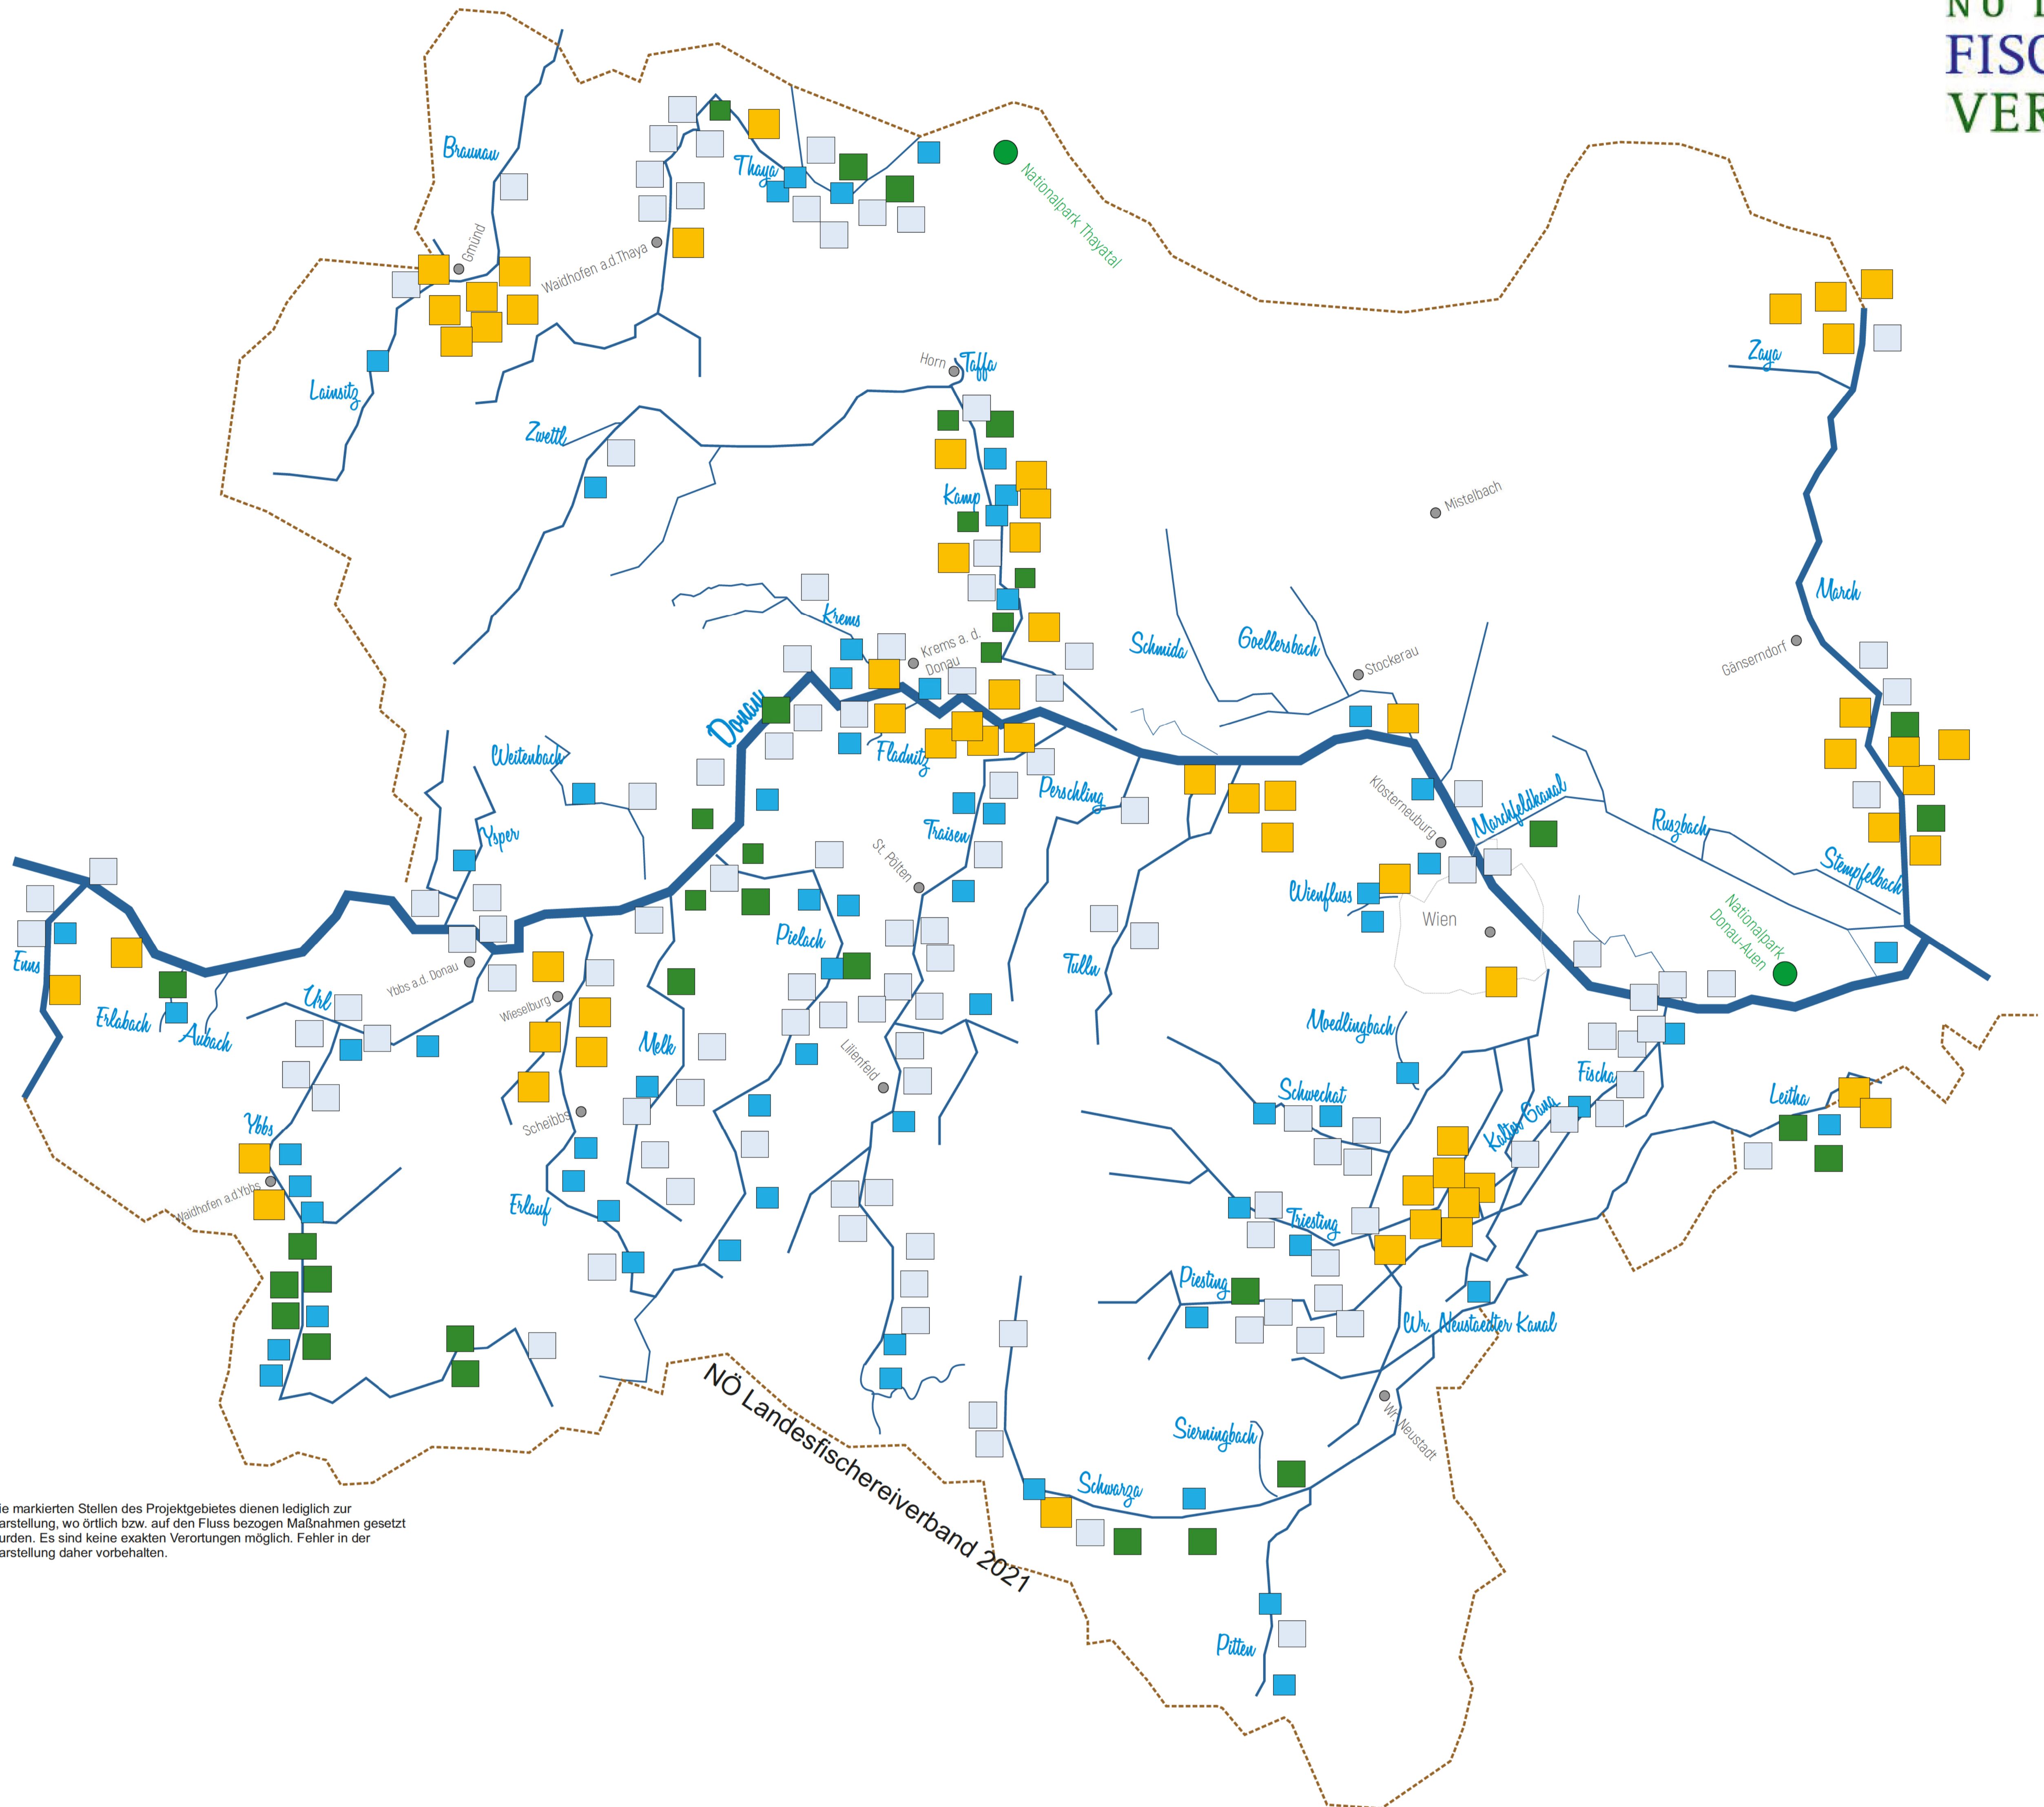 FISC
VER
Braunau
Thaya
Nationalpark Thayatal
Gmünd
Waidhofen a.d.Thaya
Lainsitz
Zaya
Horn
Taffa
Zwettl
Kamp
Mistelbach
March
Krems
Krems a. d.
Donau
Schmida
Goellersbach
Stockerau
Gänserndorf
Donau
Weitenbach
Fladnitz
Perschling
Klosterneuburg
Marchfeldkanal
Ruszbach
Stempfelbach
Ysper
Traisen
St. Pölten
Wienfluss
Wien
Nationalpark
Donau-Auen
Enns
Pielach
Tulln
Ybbs a.d. Donau
Erlabach
Aubach
Url
Wieselburg
Melk
Lilienfeld
Moedlingbach
Fischa
Schwechat
Kalter Gang
Leitha
Ybbs
Scheibbs
Waidhofen a.d.Ybbs
Erlauf
Triesting
Piesting
Wr. Neustaedter Kanal
NÖ Landesfischereiverband 2021
Wr. Neustadt
Sierningbach
Schwarza
Pitten
ie markierten Stellen des Projektgebietes dienen lediglich zur
arstellung, wo örtlich bzw. auf den Fluss bezogen Maßnahmen gesetzt
urden. Es sind keine exakten Verortungen möglich. Fehler in der
arstellung daher vorbehalten.